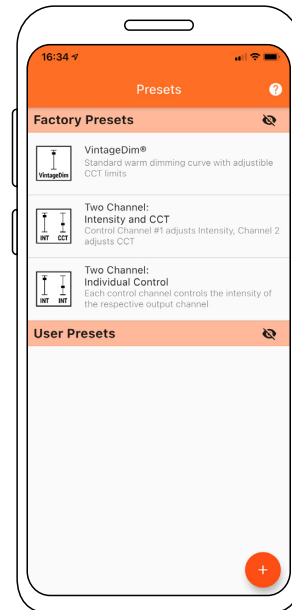 16:34
Presets
?
Factory Presets
VintageDim
VintageDim®
Standard warm dimming curve with adjustible
CCT limits
INT CCT
Two Channel:
Intensity and CCT
Control Channel #1 adjusts Intensity, Channel 2
adjusts CCT
INT INT
Two Channel:
Individual Control
Each control channel controls the intensity of
the respective output channel
User Presets
+